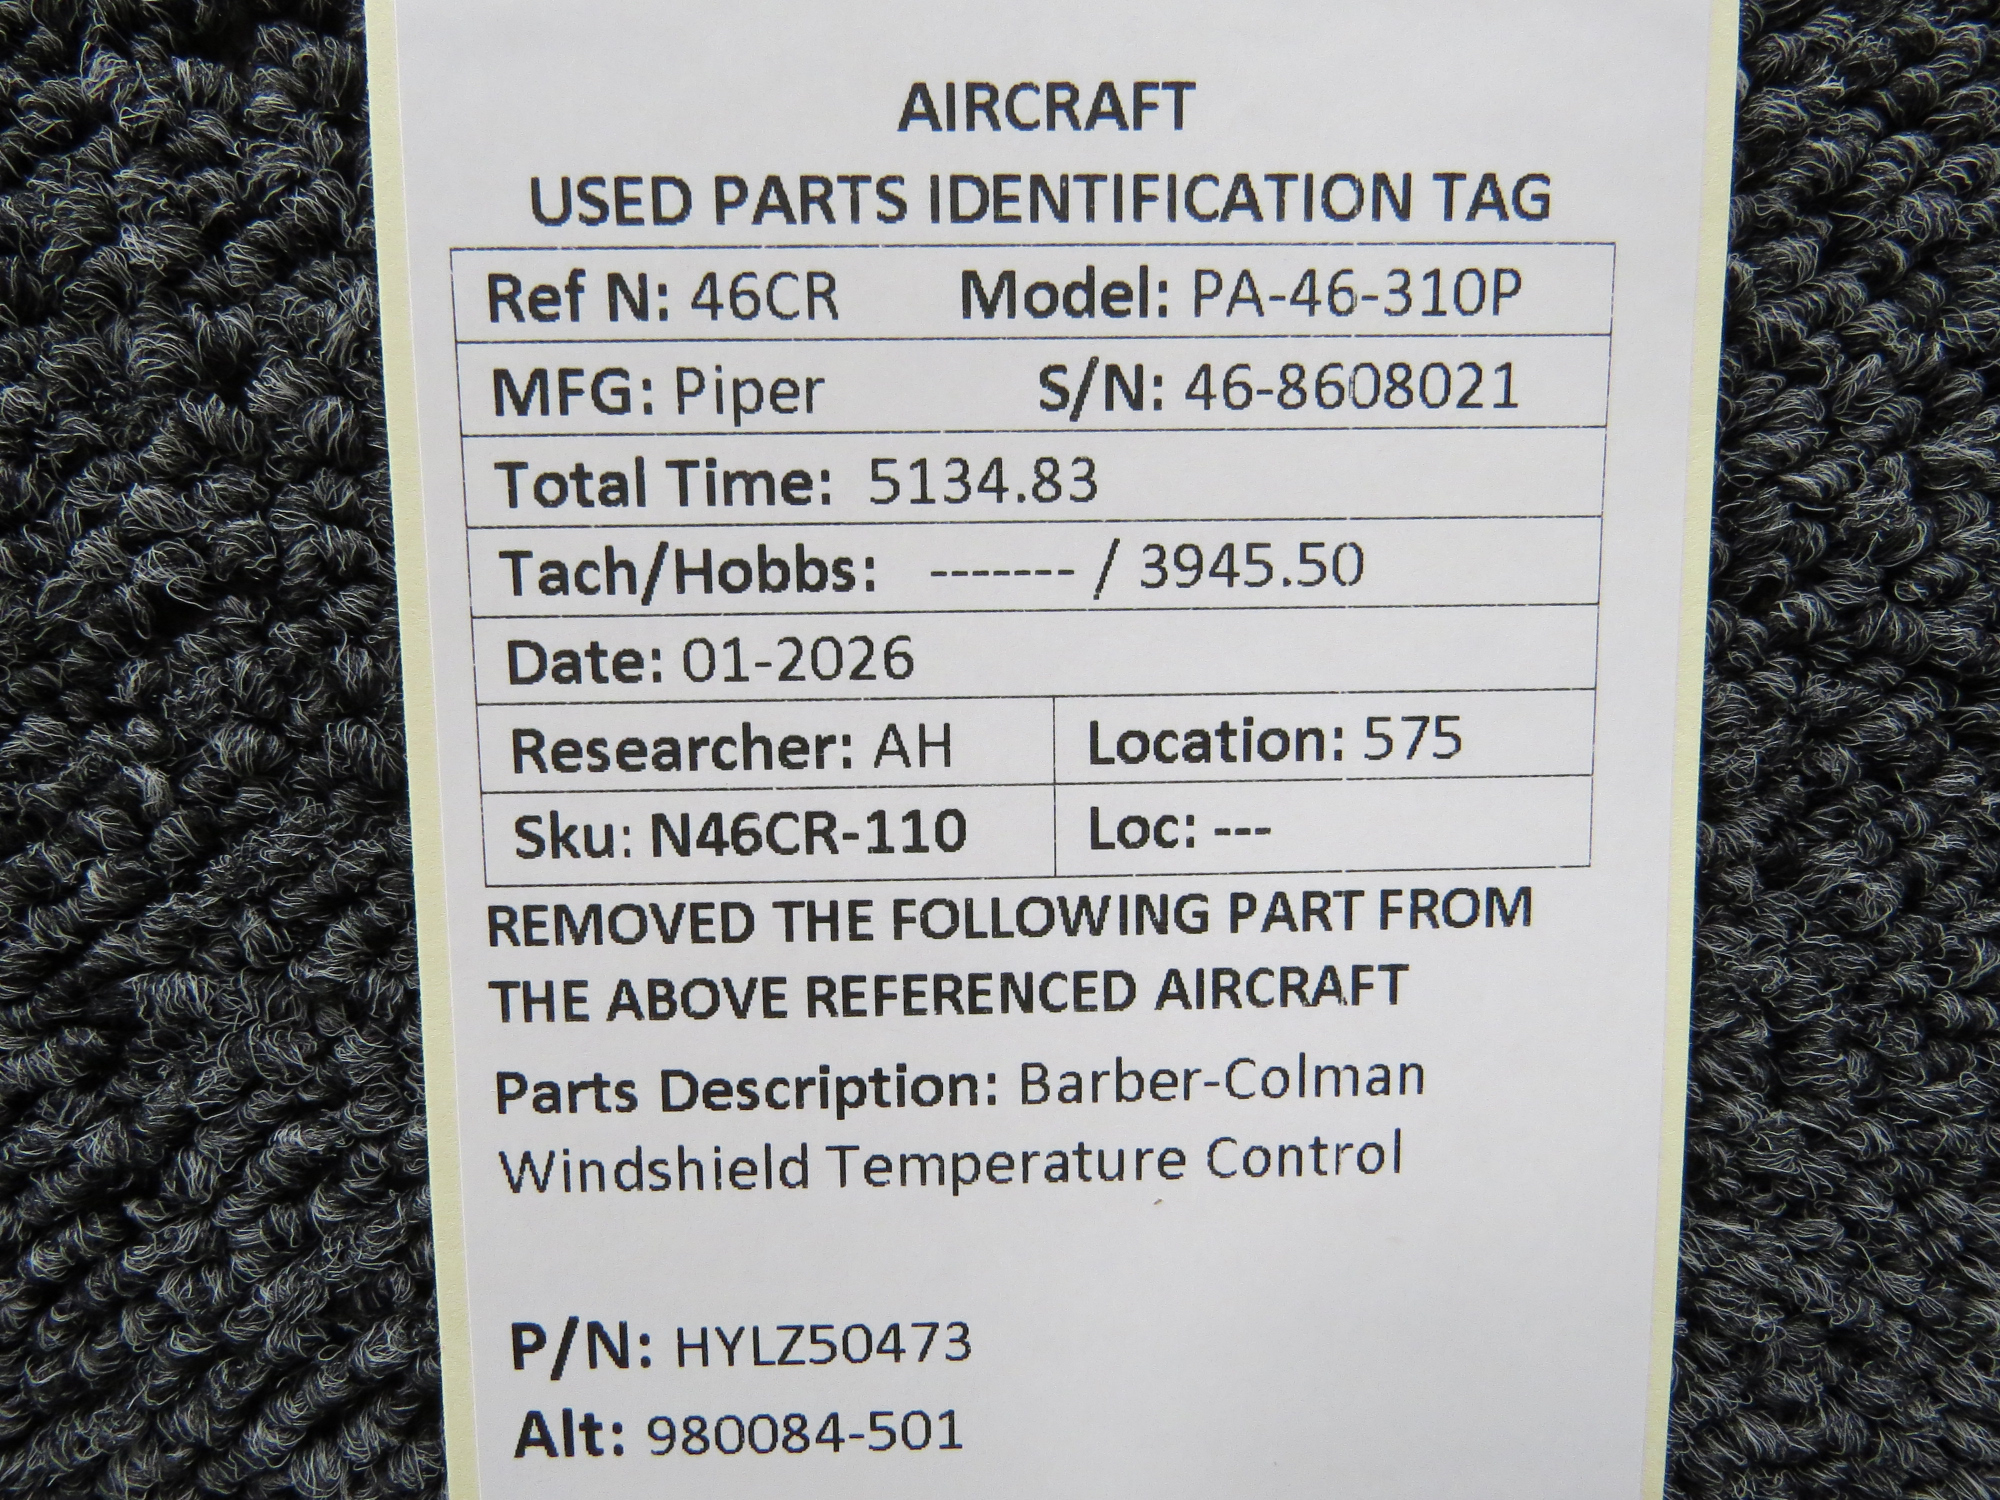 AIRCRAFT
USED PARTS IDENTIFICATION TAG
Ref N: 46CR Model: PA-46-310P
MFG: Piper S/N: 46-8608021
Total Time: 5134.83
Tach/Hobbs: ------- / 3945.50
Date: 01-2026
Researcher: AH Location: 575
Sku: N46CR-110 Loc: ---
REMOVED THE FOLLOWING PART FROM
THE ABOVE REFERENCED AIRCRAFT
Parts Description: Barber-Colman
Windshield Temperature Control
P/N: HYLZ50473
Alt: 980084-501